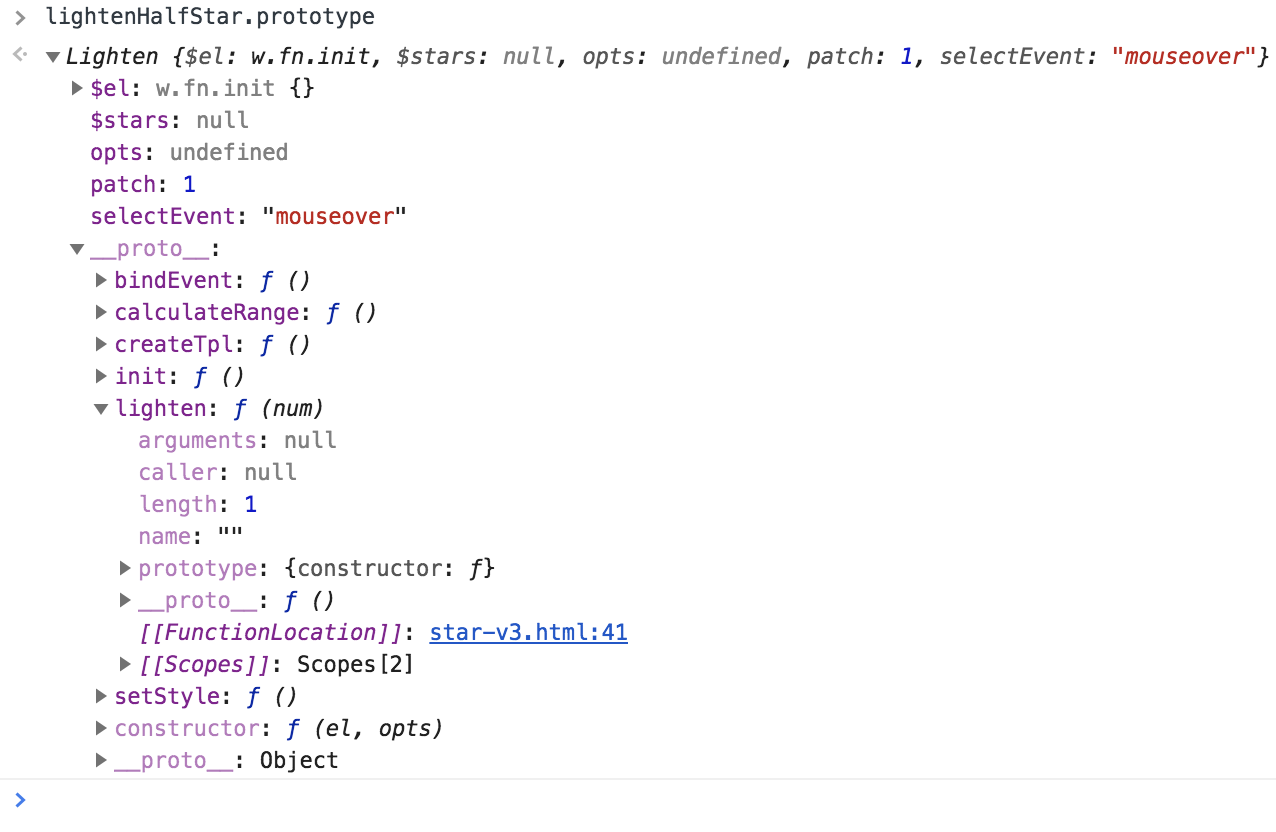 lightenHalfStar.prototype
Lighten {$el: w.fn.init, $stars: null, opts: undefined, patch: 1, selectEvent: "mouseover"}
$el: w.fn.init {}
$stars: null
opts: undefined
patch: 1
selectEvent: "mouseover"
__proto__:
bindEvent: ƒ ()
calculateRange: ƒ ()
createTpl: ƒ ()
init: ƒ ()
lighten: ƒ (num)
arguments: null
caller: null
length: 1
name: ""
prototype: {constructor: ƒ}
__proto__: ƒ ()
[[FunctionLocation]]: star-v3.html:41
[[Scopes]]: Scopes[2]
setStyle: ƒ ()
constructor: ƒ (el, opts)
__proto__: Object